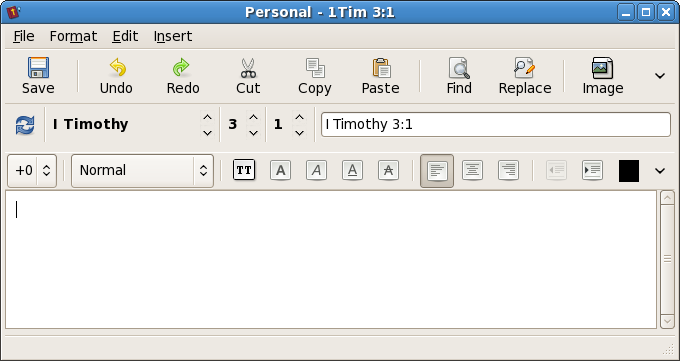 Personal - 1Tim 3:1
File Format Edit Insert
Save Undo Redo Cut Copy Paste Find Replace Image
I Timothy 3 1 I Timothy 3:1
+0 Normal TT A A A A